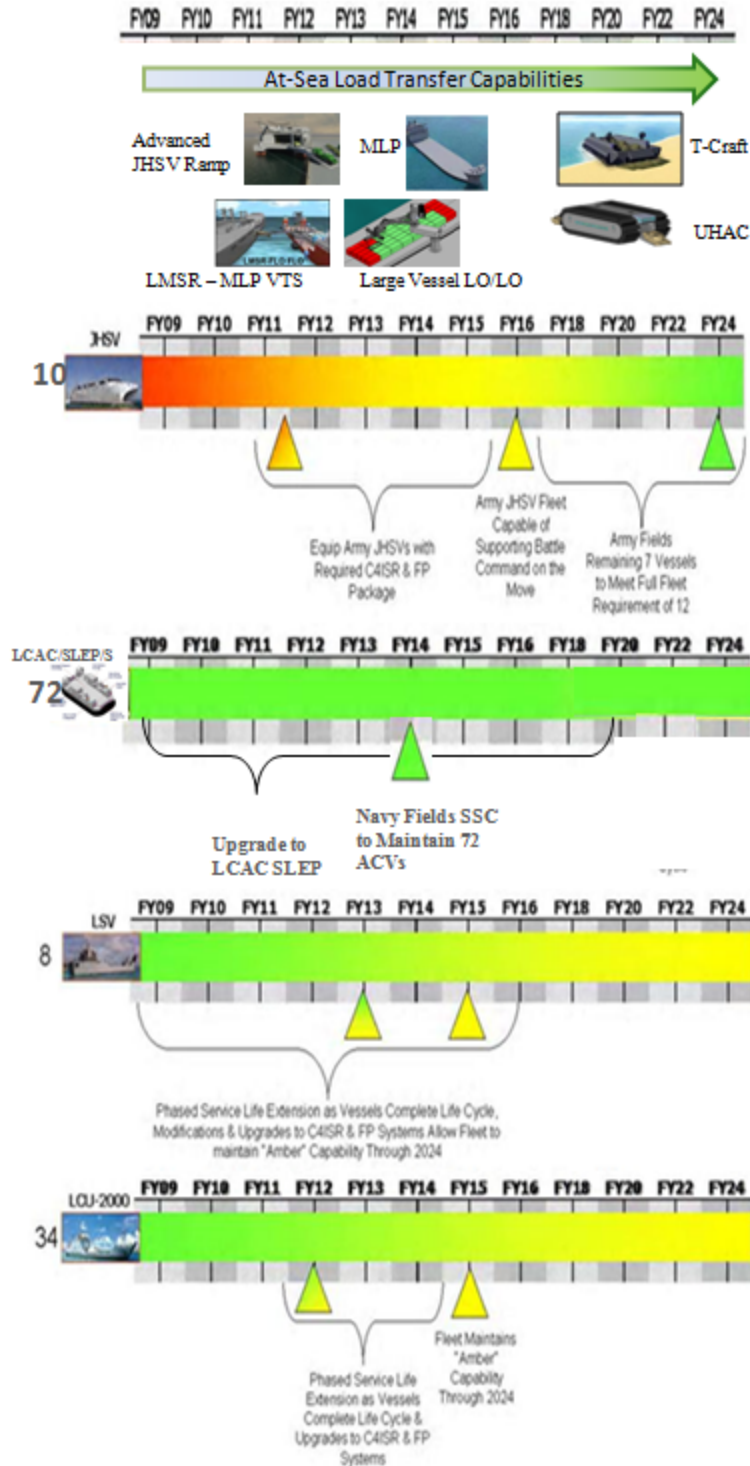 FY09 FY10 FY11 FY12 FY13 FY14 FY15 FY16 FY18 FY20 FY22 FY24
At-Sea Load Transfer Capabilities
Advanced
JHSV Ramp
MLP
T-Craft
LMSR FLO FLO
UHAC
LMSR – MLP VTS
Large Vessel LO/LO
FY09 FY10 FY11 FY12 FY13 FY14 FY15 FY16 FY18 FY20 FY22 FY24
JHSV
10
Equip Army JHSVs with
Required C4ISR & FP
Package
Army JHSV Fleet
Capable of
Supporting Battle
Command on the
Move
Army Fields
Remaining 7 Vessels
to Meet Full Fleet
Requirement of 12
FY09 FY10 FY11 FY12 FY13 FY14 FY15 FY16 FY18 FY20 FY22 FY24
LCAC/SLEP/S
72
Upgrade to
LCAC SLEP
Navy Fields SSC
to Maintain 72
ACVs
FY09 FY10 FY11 FY12 FY13 FY14 FY15 FY16 FY18 FY20 FY22 FY24
LSV
8
Phased Service Life Extension as Vessels Complete Life Cycle,
Modifications & Upgrades to C4ISR & FP Systems Allow Fleet to
maintain "Amber" Capability Through 2024
FY09 FY10 FY11 FY12 FY13 FY14 FY15 FY16 FY18 FY20 FY22 FY24
LCU-2000
34
Phased Service Life
Extension as Vessels
Complete Life Cycle &
Upgrades to C4ISR & FP
Systems
Fleet Maintains
"Amber"
Capability
Through 2024